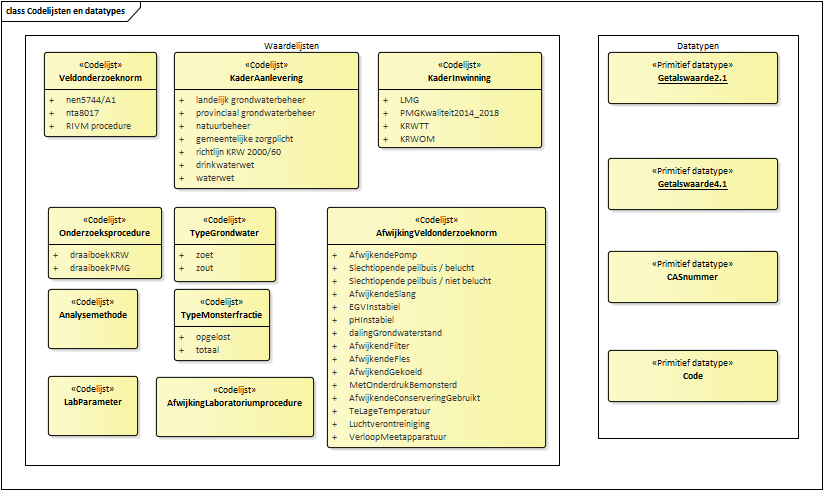 class Codelijsten en datatypes
Waardelijsten
«Codelijst»
Veldonderzoeknorm
+ nen5744/A1
+ nta8017
+ RIVM procedure
«Codelijst»
KaderAanlevering
+ landelijk grondwaterbeheer
+ provinciaal grondwaterbeheer
+ natuurbeheer
+ gemeentelijke zorgplicht
+ richtlijn KRW 2000/60
+ drinkwaterwet
+ waterwet
«Codelijst»
KaderInwinning
+ LMG
+ PMGKwaliteit2014_2018
+ KRWTT
+ KRWOM
«Codelijst»
Onderzoeksprocedure
+ draaiboekKRW
+ draaiboekPMG
«Codelijst»
TypeGrondwater
+ zoet
+ zout
«Codelijst»
AfwijkingVeldonderzoeknorm
+ AfwijkendePomp
+ Slechtlopende peilbuis / belucht
+ Slechtlopende peilbuis / niet belucht
+ AfwijkendeSlang
+ EGVInstabiel
+ pHInstabiel
+ dalingGrondwaterstand
+ AfwijkendFilter
+ AfwijkendeFles
+ AfwijkendGekoeld
+ MetOnderdrukBemonsterd
+ AfwijkendeConserveringGebruikt
+ TeLageTemperatuur
+ Luchtverontreiniging
+ VerloopMeetapparatuur
«Codelijst»
Analysemethode
«Codelijst»
TypeMonsterfractie
+ opgelost
+ totaal
«Codelijst»
LabParameter
«Codelijst»
AfwijkingLaboratoriumprocedure
Datatypen
«Primitief datatype»
Getalswaarde2.1
«Primitief datatype»
Getalswaarde4.1
«Primitief datatype»
CASnummer
«Primitief datatype»
Code